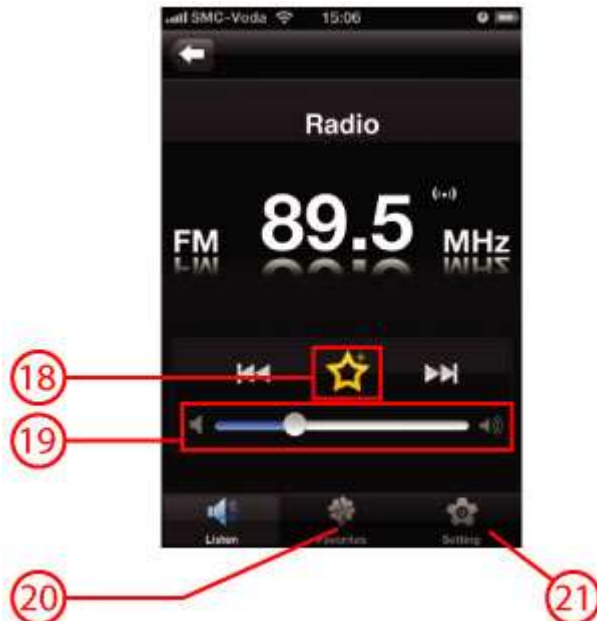 SMC-Voda 15:06
Radio
FM 89.5 MHz
18
19
Listen Favorites Setting
20 21